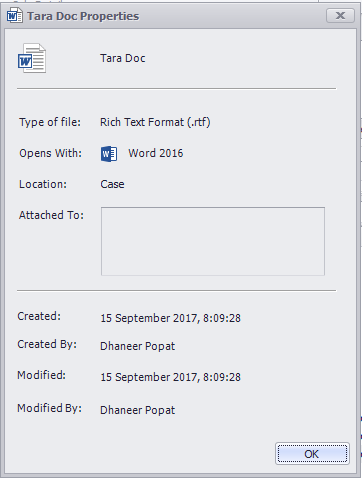 Tara Doc Properties
Tara Doc
Type of file: Rich Text Format (.rtf)
Opens With: Word 2016
Location: Case
Attached To:
Created: 15 September 2017, 8:09:28
Created By: Dhaneer Popat
Modified: 15 September 2017, 8:09:28
Modified By: Dhaneer Popat
OK